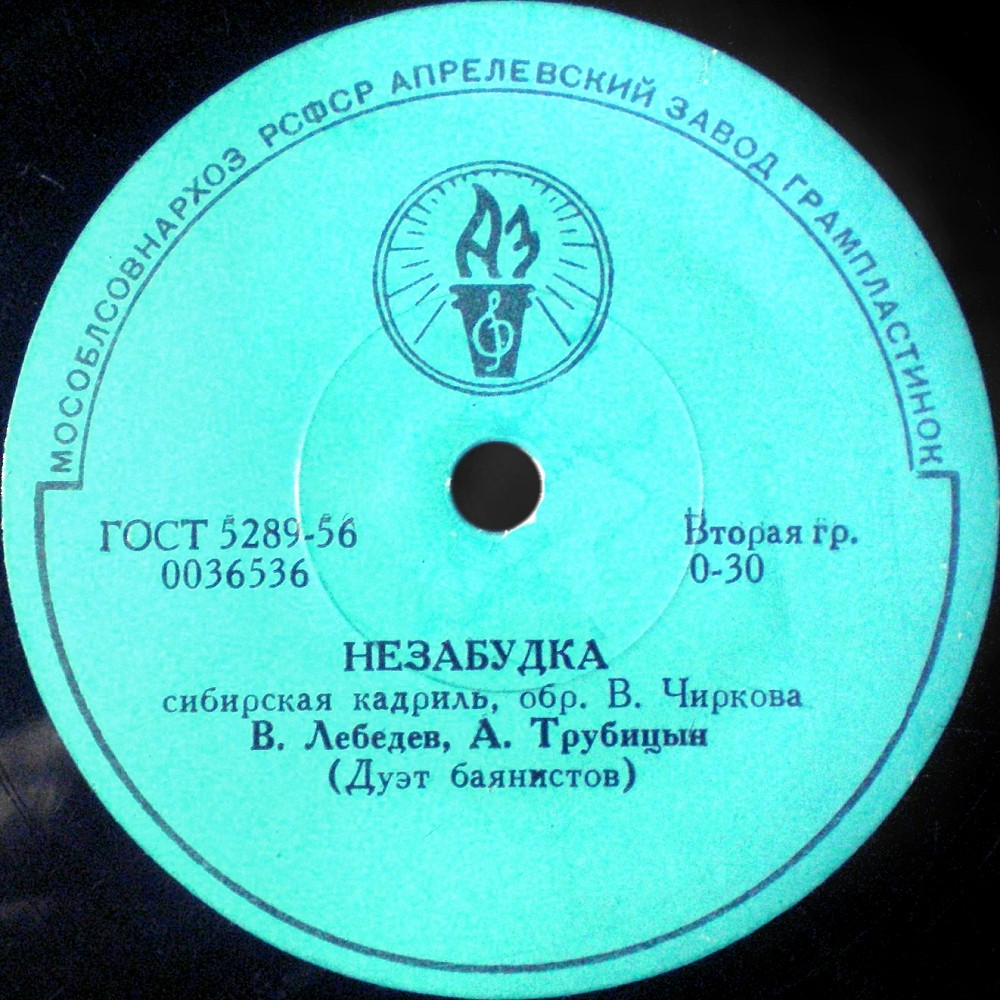 МОСОБЛСОВНАРХОЗ РСФСР АПРЕЛЕВСКИЙ ЗАВОД ГРАМПЛАСТИНОК
АЗ
ГОСТ 5289-56
0036536
Вторая гр.
0-30
НЕЗАБУДКА
сибирская кадриль, обр. В. Чиркова
В. Лебедев, А. Трубицын
(Дуэт баянистов)